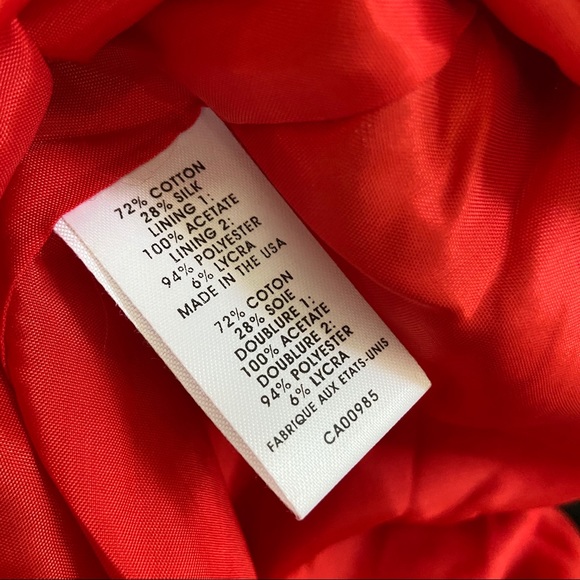 72% COTTON
28% SILK
LINING 1:
100% ACETATE
LINING 2:
94% POLYESTER
6% LYCRA
MADE IN THE USA
72% COTON
28% SOIE
DOUBLURE 1:
100% ACETATE
DOUBLURE 2:
94% POLYESTER
6% LYCRA
FABRIQUE AUX ETATS-UNIS
CA00985